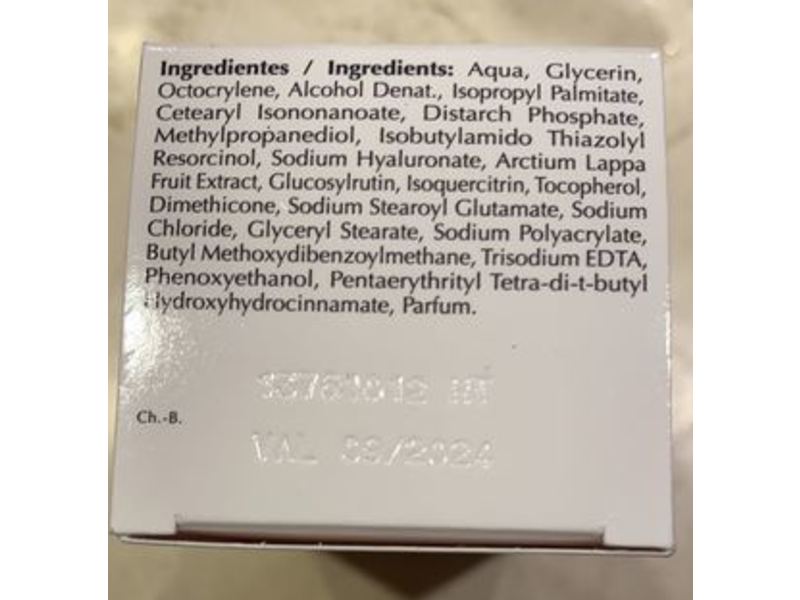 Ingredientes / Ingredients: Aqua, Glycerin,
Octocrylene, Alcohol Denat., Isopropyl Palmitate,
Cetearyl Isononanoate, Distarch Phosphate,
Methylpropanediol, Isobutylamido Thiazolyl
Resorcinol, Sodium Hyaluronate, Arctium Lappa
Fruit Extract, Glucosylrutin, Isoquercitrin, Tocopherol,
Dimethicone, Sodium Stearoyl Glutamate, Sodium
Chloride, Glyceryl Stearate, Sodium Polyacrylate,
Butyl Methoxydibenzoylmethane, Trisodium EDTA,
Phenoxyethanol, Pentaerythrityl Tetra-di-t-butyl
Hydroxyhydrocinnamate, Parfum.
Ch.-B.
VAL 09/2024